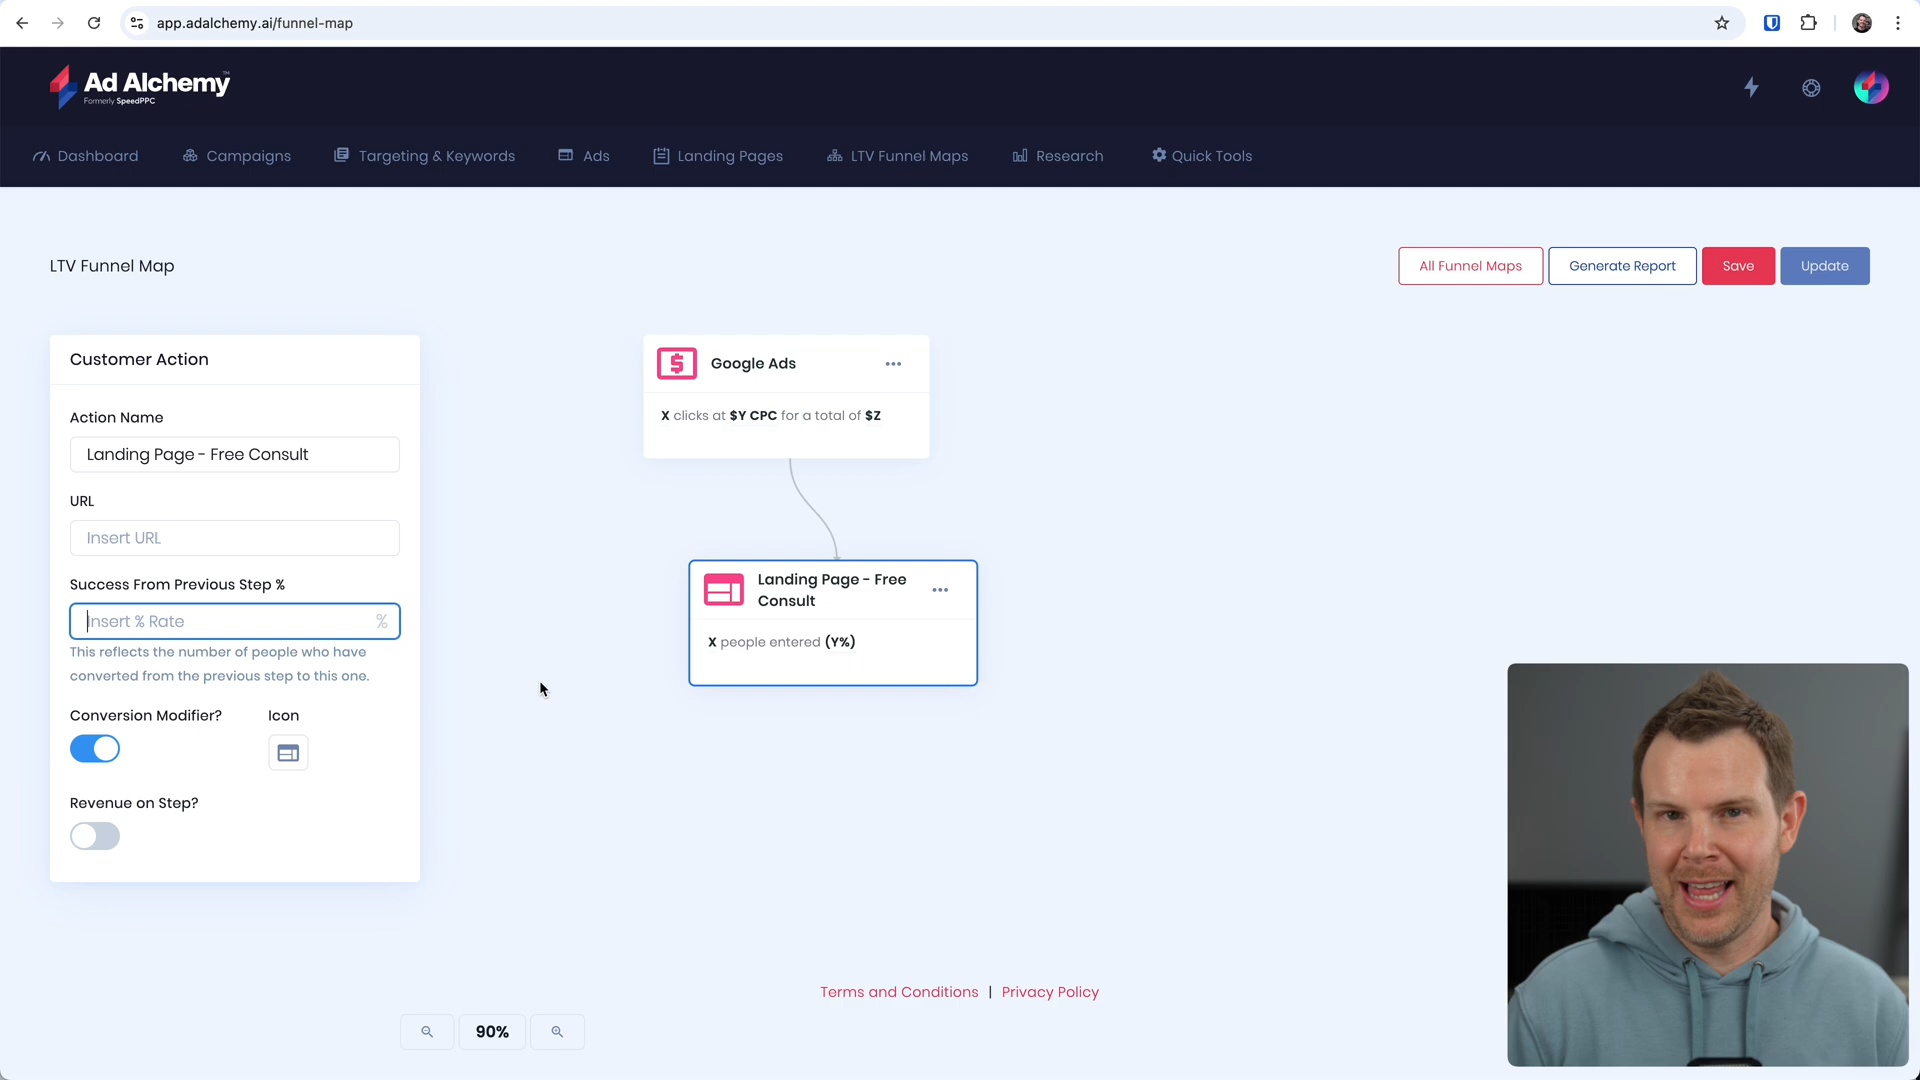 app.adalchemy.ai/funnel-map
Ad Alchemy™
Formerly SpeedPPC
Dashboard
Campaigns
Targeting & Keywords
Ads
Landing Pages
LTV Funnel Maps
Research
Quick Tools
LTV Funnel Map
All Funnel Maps
Generate Report
Save
Update
Customer Action
Action Name
Landing Page - Free Consult
URL
Insert URL
Success From Previous Step %
Insert % Rate %
This reflects the number of people who have
converted from the previous step to this one.
Conversion Modifier? Icon
Revenue on Step?
Google Ads
X clicks at $Y CPC for a total of $Z
Landing Page - Free
Consult
X people entered (Y%)
Terms and Conditions | Privacy Policy
90%